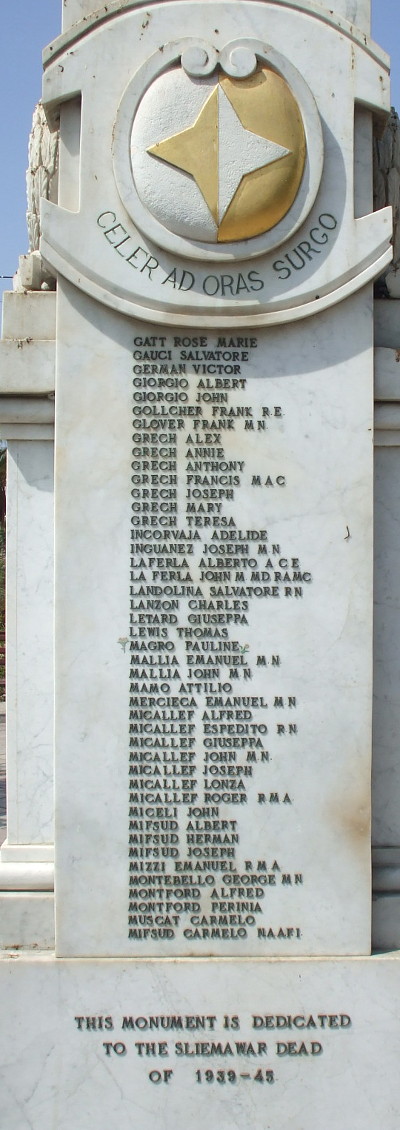 CELER AD ORAS SURGO
GATT ROSE MARIE
GAUCI SALVATORE
GERMAN VICTOR
GIORGIO ALBERT
GIORGIO JOHN
GOLLCHER FRANK R.E
GLOVER FRANK M.N.
GRECH ALEX
GRECH ANNIE
GRECH ANTHONY
GRECH FRANCIS M A C
GRECH JOSEPH
GRECH MARY
GRECH TERESA
INCORVAJA ADELIDE
INGUANEZ JOSEPH M.N
LAFERLA ALBERTO A C E
LA FERLA JOHN M MD RAMC
LANDOLINA SALVATORE RN
LANZON CHARLES
LETARD GIUSEPPA
LEWIS THOMAS
MAGRO PAULINE
MALLIA EMANUEL M.N
MALLIA JOHN M.N
MAMO ATTILIO
MERCIECA EMANUEL M N
MICALLEF ALFRED
MICALLEF ESPEDITO R N
MICALLEF GIUSEPPA
MICALLEF JOHN M.N.
MICALLEF JOSEPH
MICALLEF LONZA
MICALLEF ROGER R M A
MICELI JOHN
MIFSUD ALBERT
MIFSUD HERMAN
MIFSUD JOSEPH
MIZZI EMANUEL R M A
MONTEBELLO GEORGE M N
MONTFORD ALFRED
MONTFORD PERINIA
MUSCAT CARMELO
MIFSUD CARMELO N.A.A.F.I.
THIS MONUMENT IS DEDICATED
TO THE SLIEMA WAR DEAD
OF 1939-45